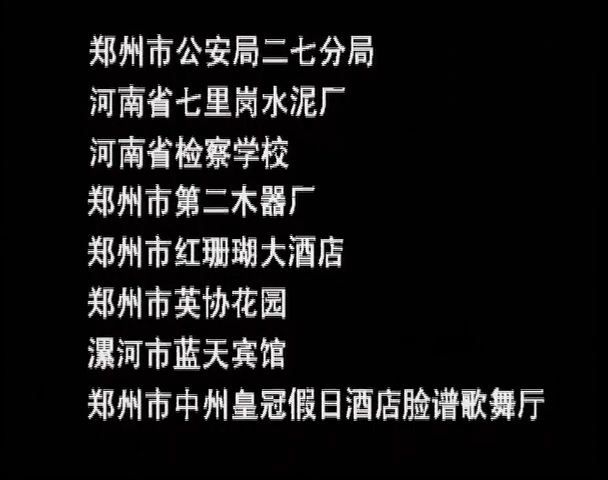 郑州市公安局二七分局
河南省七里岗水泥厂
河南省检察学校
郑州市第二木器厂
郑州市红珊瑚大酒店
郑州市英协花园
漯河市蓝天宾馆
郑州市中州皇冠假日酒店脸谱歌舞厅